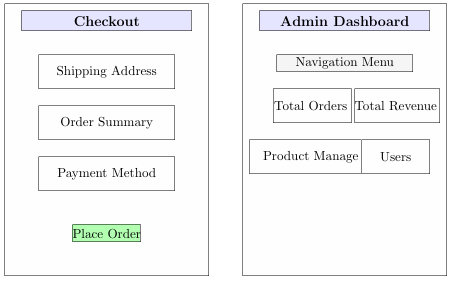 Checkout
Shipping Address
Order Summary
Payment Method
Place Order
Admin Dashboard
Navigation Menu
Total Orders
Total Revenue
Product Manage
Users